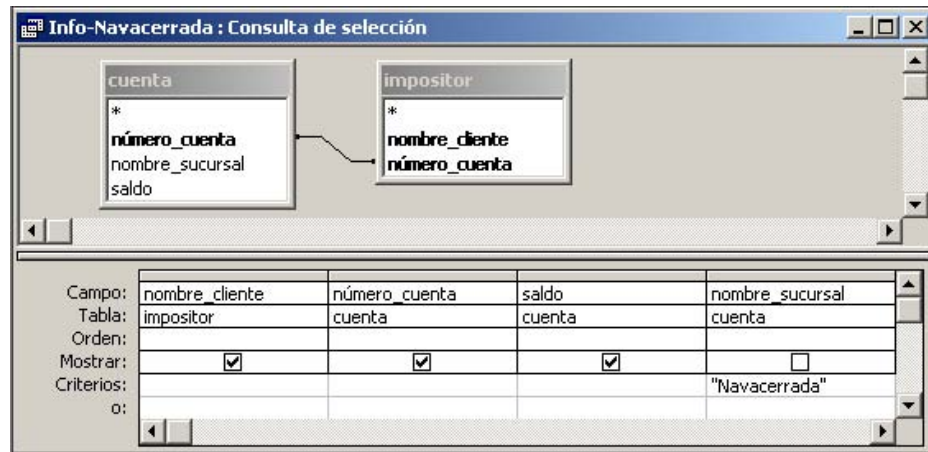 Info-Navacerrada : Consulta de selección
cuenta
*
número_cuenta
nombre_sucursal
saldo
impositor
*
nombre_cliente
número_cuenta
Campo: nombre_cliente número_cuenta saldo nombre_sucursal
Tabla: impositor cuenta cuenta cuenta
Orden:
Mostrar:
Criterios: "Navacerrada"
o: